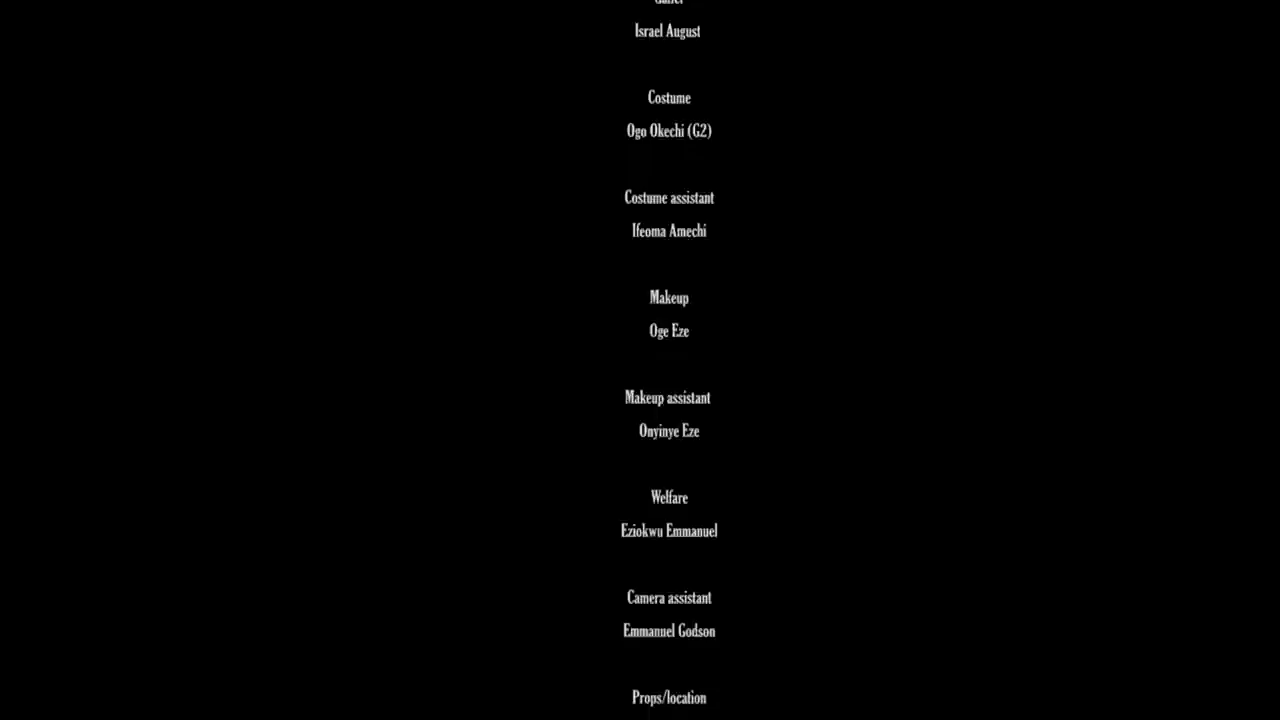 Gaffer
Israel August
Costume
Ogo Okechi (G2)
Costume assistant
Ifeoma Amechi
Makeup
Oge Eze
Makeup assistant
Onyinye Eze
Welfare
Eziokwu Emmanuel
Camera assistant
Emmanuel Godson
Props/location